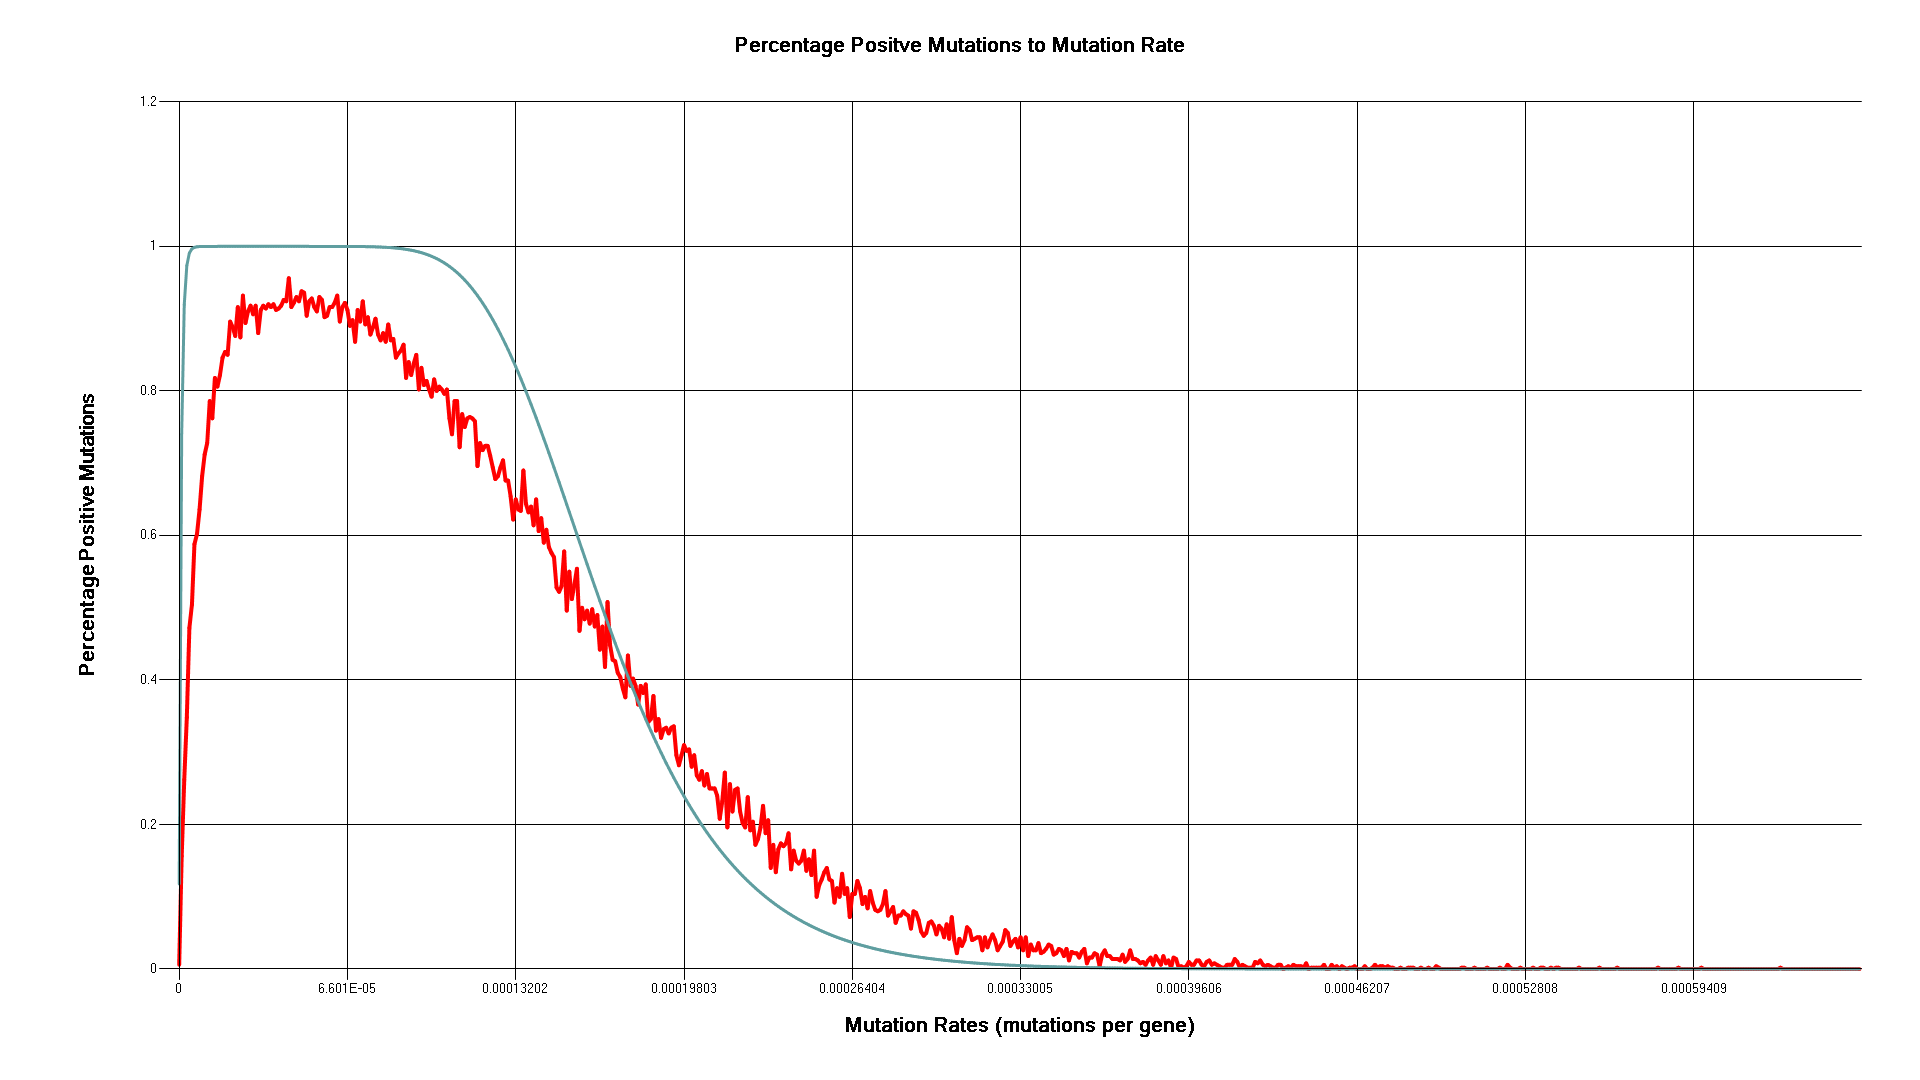 Percentage Positve Mutations to Mutation Rate
1.2
1
0.8
0.6
0.4
0.2
0
Percentage Positive Mutations
0 6.601E-05 0.00013202 0.00019803 0.00026404 0.00033005 0.00039606 0.00046207 0.00052808 0.00059409
Mutation Rates (mutations per gene)